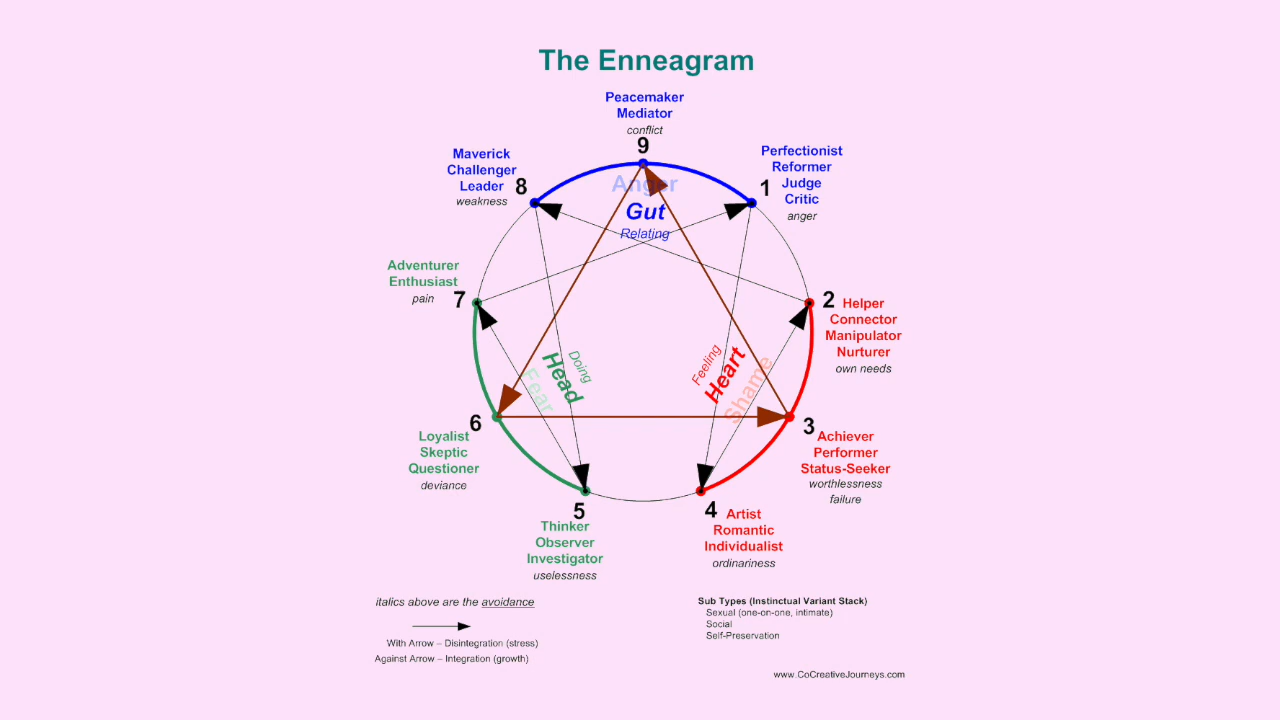 The Enneagram
Peacemaker
Mediator
conflict
9
Maverick
Challenger
Leader
weakness
8
Perfectionist
Reformer
Judge
Critic
anger
1
Anger
Gut
Relating
Adventurer
Enthusiast
pain
7
2
Helper
Connector
Manipulator
Nurturer
own needs
Doing
Head
Fear
Feeling
Heart
Shame
6
Loyalist
Skeptic
Questioner
deviance
3
Achiever
Performer
Status-Seeker
worthlessness
failure
5
Thinker
Observer
Investigator
uselessness
4
Artist
Romantic
Individualist
ordinariness
italics above are the avoidance
With Arrow – Disintegration (stress)
Against Arrow – Integration (growth)
Sub Types (Instinctual Variant Stack)
Sexual (one-on-one, intimate)
Social
Self-Preservation
www.CoCreativeJourneys.com